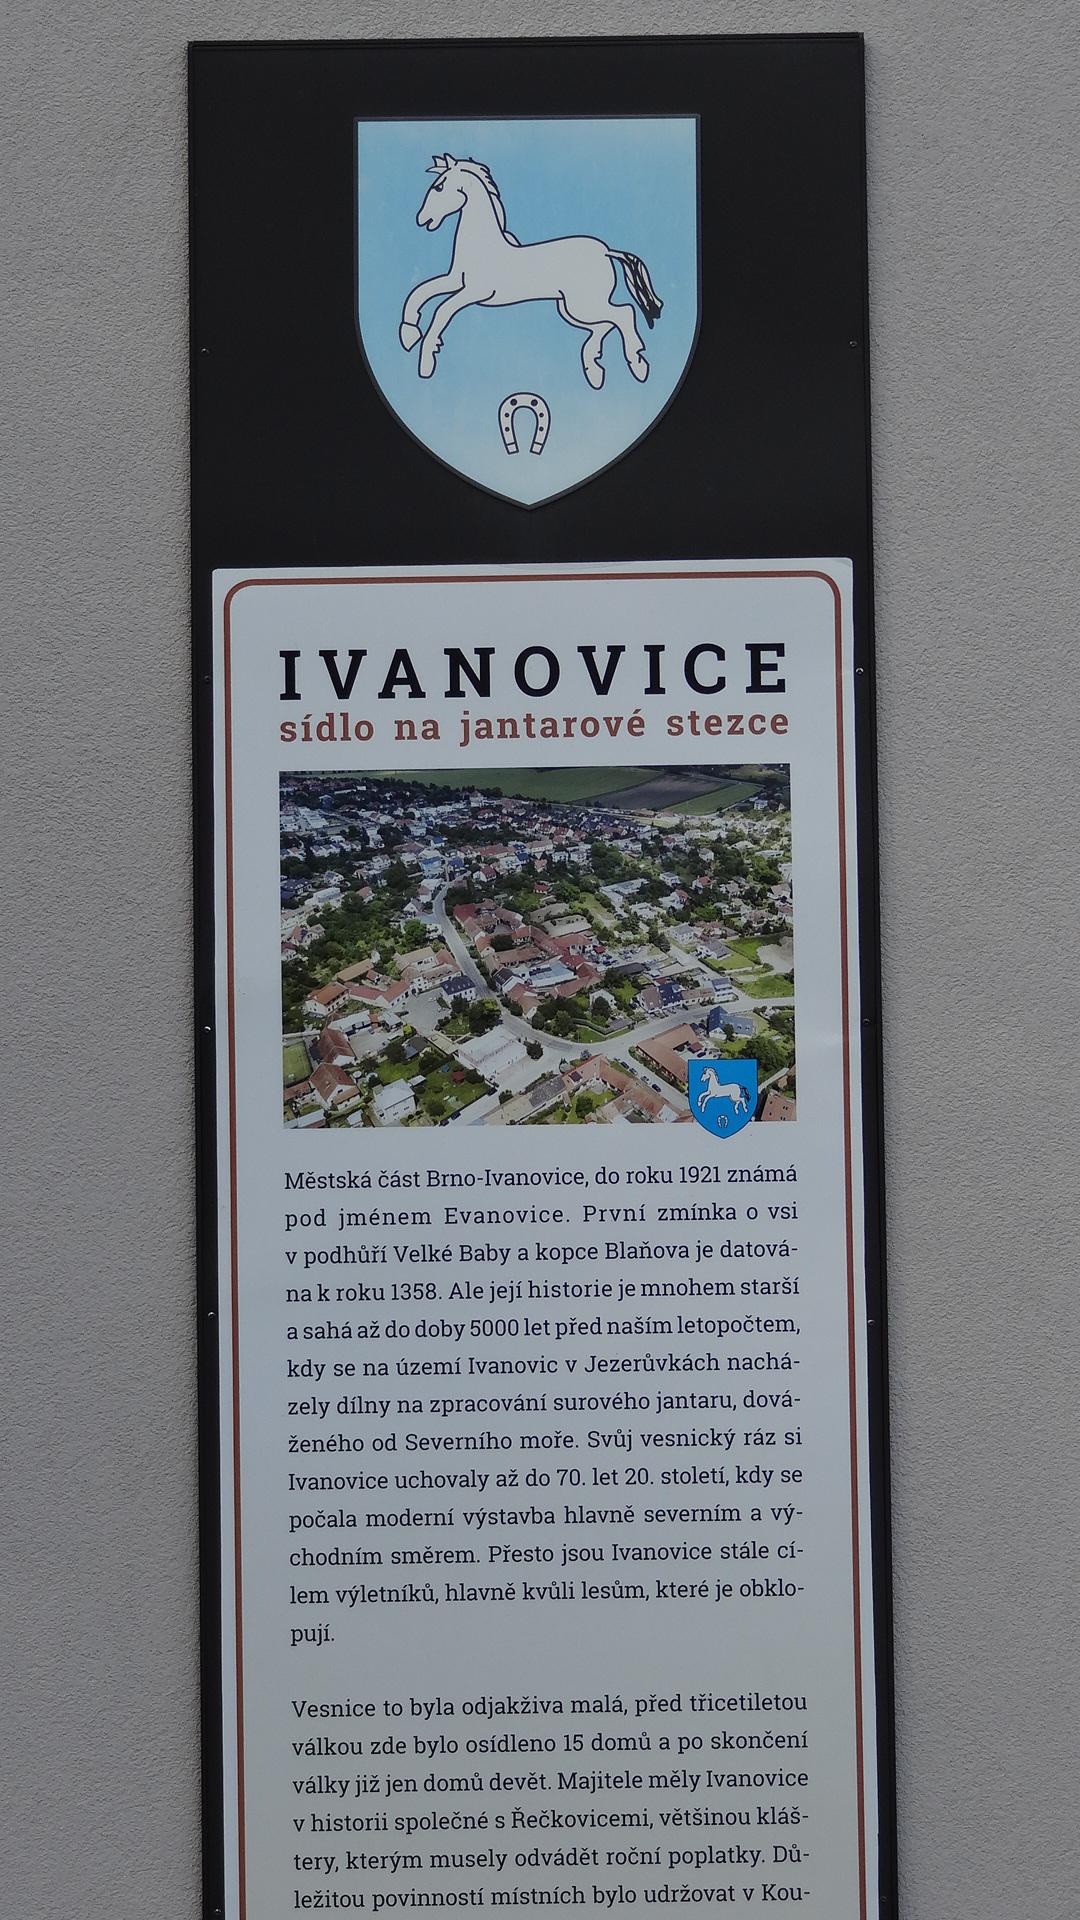 IVANOVICE
sídlo na jantarové stezce
Městská část Brno-Ivanovice, do roku 1921 známá
pod jménem Evanovice. První zmínka o vsi
v podhůří Velké Baby a kopce Blaňova je datová-
na k roku 1358. Ale její historie je mnohem starší
a sahá až do doby 5000 let před naším letopočtem,
kdy se na území Ivanovic v Jezerůvkách nachá-
zely dílny na zpracování surového jantaru, dová-
ženého od Severního moře. Svůj vesnický ráz si
Ivanovice uchovaly až do 70. let 20. století, kdy se
počala moderní výstavba hlavně severním a vý-
chodním směrem. Přesto jsou Ivanovice stále cí-
lem výletníků, hlavně kvůli lesům, které je obklo-
pují.
Vesnice to byla odjakživa malá, před třicetiletou
válkou zde bylo osídleno 15 domů a po skončení
války již jen domů devět. Majitele měly Ivanovice
v historii společné s Řečkovicemi, většinou kláš-
tery, kterým musely odvádět roční poplatky. Dů-
ležitou povinností místních bylo udržovat v Kou-